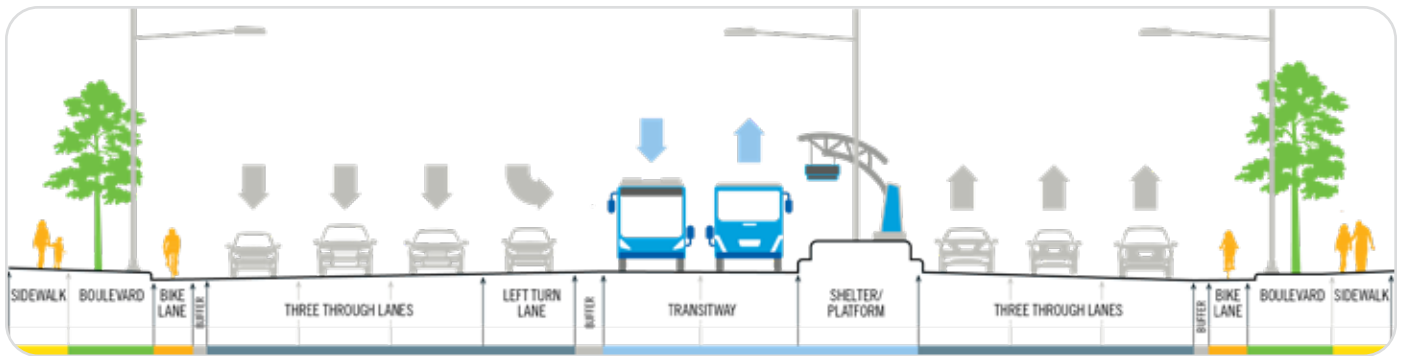 SIDEWALK
BOULEVARD
BIKE
LANE
BUFFER
THREE THROUGH LANES
LEFT TURN
LANE
BUFFER
TRANSITWAY
SHELTER/
PLATFORM
THREE THROUGH LANES
BUFFER
BIKE
LANE
BOULEVARD
SIDEWALK